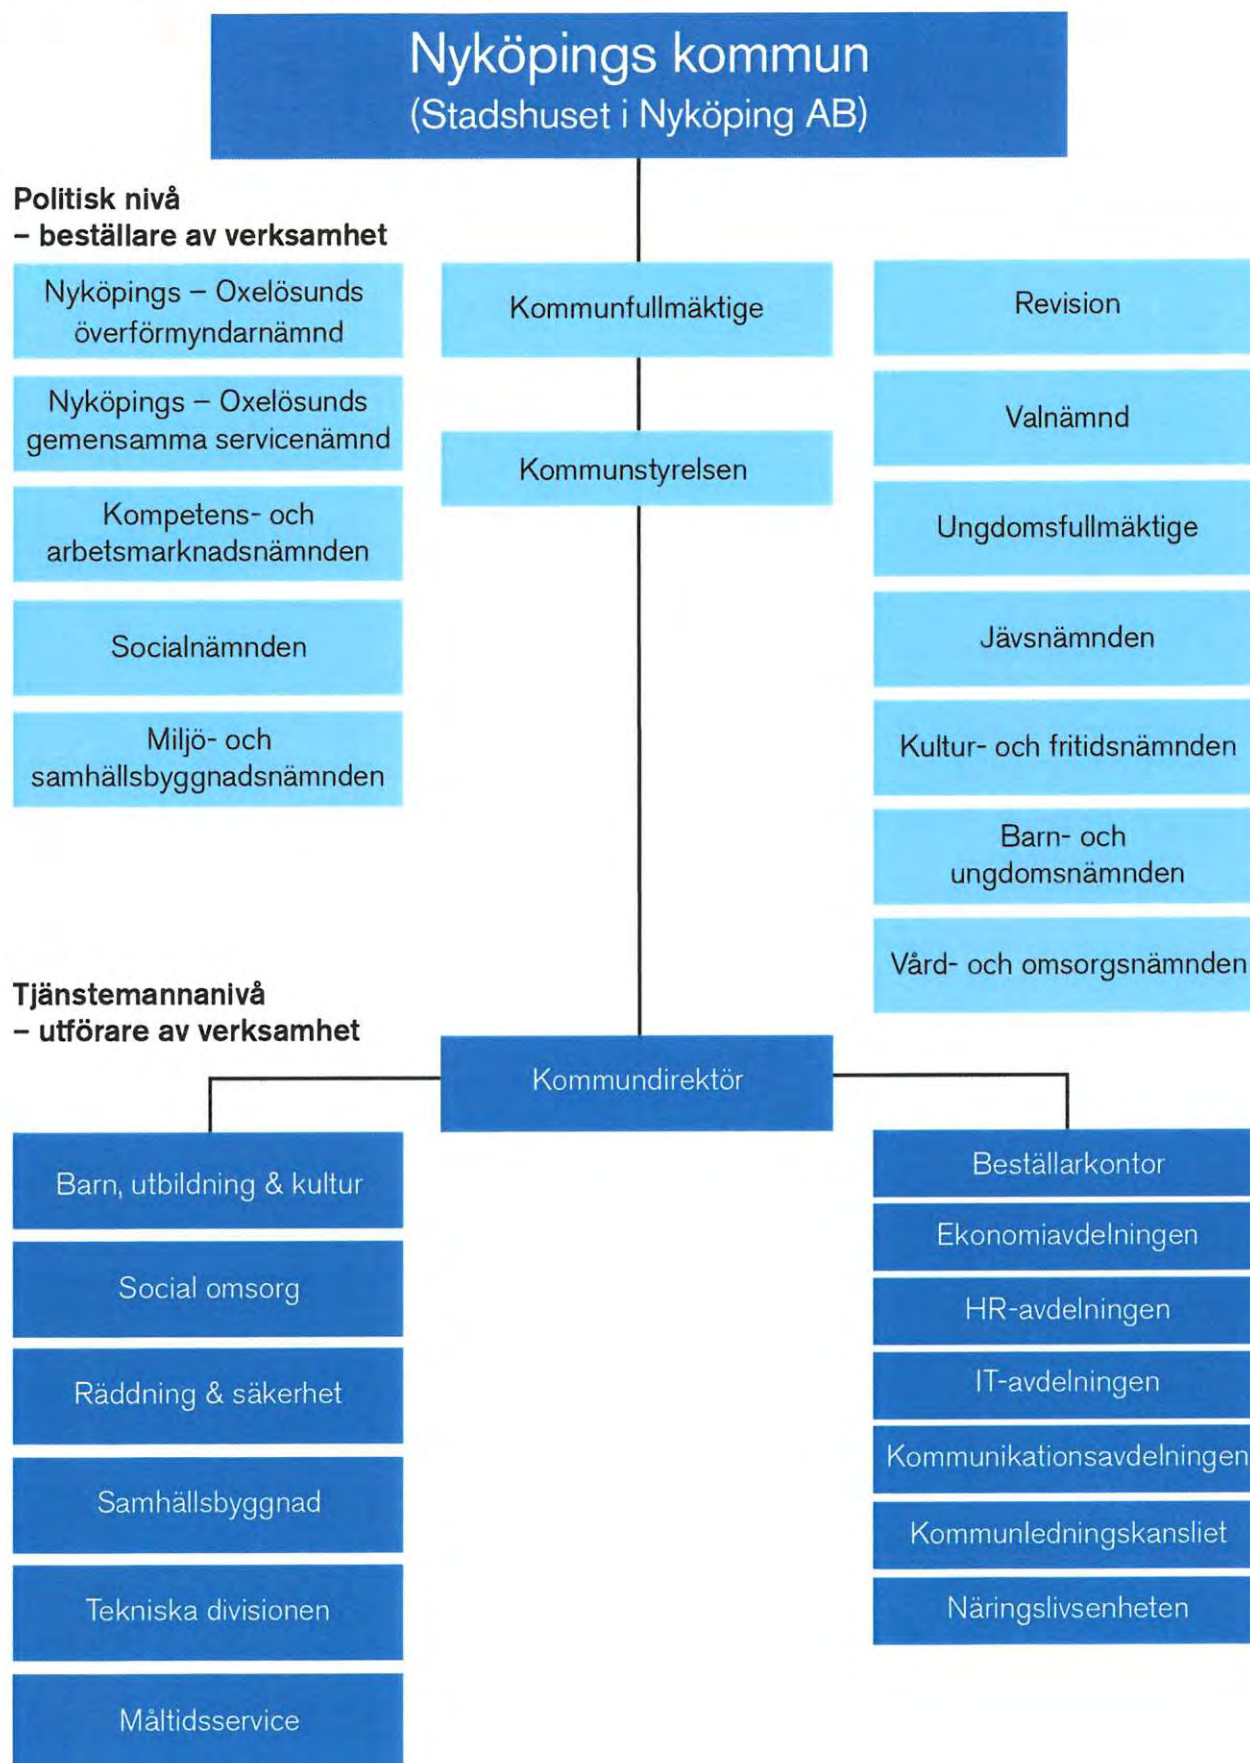 Nyköpings kommun
(Stadshuset i Nyköping AB)
Politisk nivå
– beställare av verksamhet
Nyköpings – Oxelösunds
överförmyndarnämnd
Nyköpings – Oxelösunds
gemensamma servicenämnd
Kompetens- och
arbetsmarknadsnämnden
Socialnämnden
Miljö- och
samhällsbyggnadsnämnden
Kommunfullmäktige
Kommunstyrelsen
Revision
Valnämnd
Ungdomsfullmäktige
Jävsnämnden
Kultur- och fritidsnämnden
Barn- och
ungdomsnämnden
Vård- och omsorgsnämnden
Tjänstemannanivå
– utförare av verksamhet
Kommundirektör
Barn, utbildning & kultur
Social omsorg
Räddning & säkerhet
Samhällsbyggnad
Tekniska divisionen
Måltidsservice
Beställarkontor
Ekonomiavdelningen
HR-avdelningen
IT-avdelningen
Kommunikationsavdelningen
Kommunledningskansliet
Näringslivsenheten